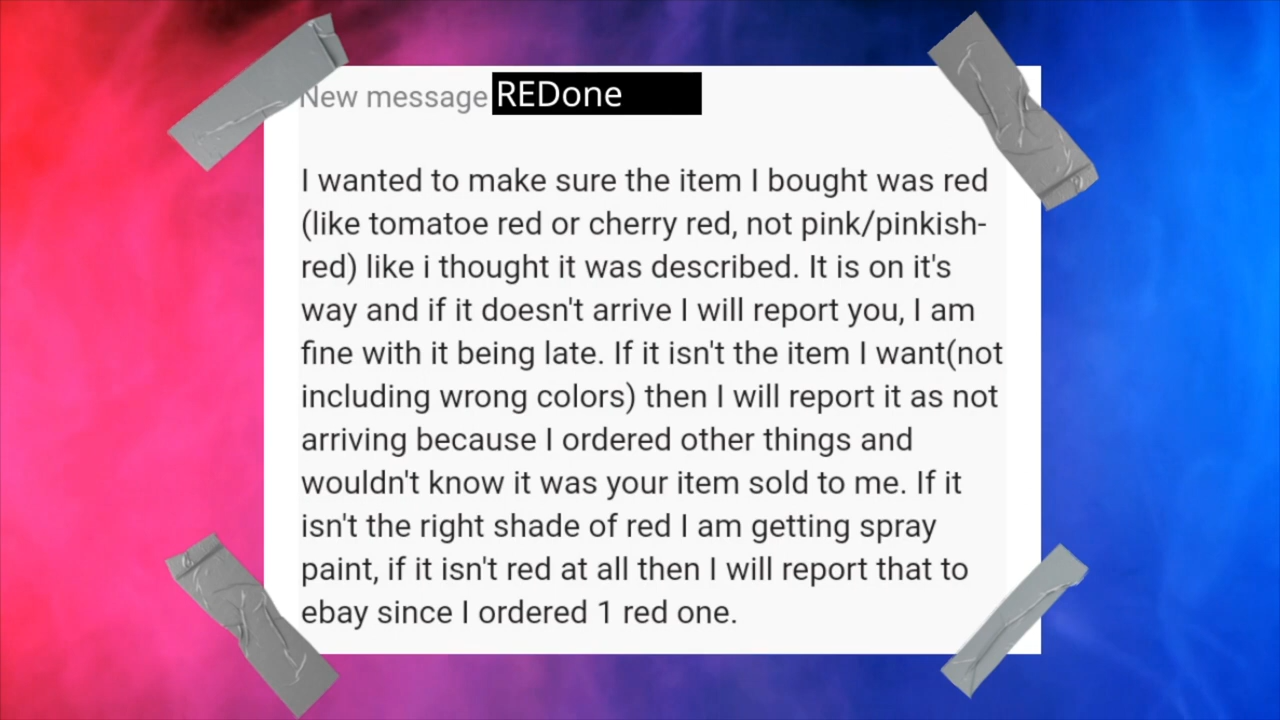 New message REDone
I wanted to make sure the item I bought was red
(like tomatoe red or cherry red, not pink/pinkish-
red) like i thought it was described. It is on it's
way and if it doesn't arrive I will report you, I am
fine with it being late. If it isn't the item I want(not
including wrong colors) then I will report it as not
arriving because I ordered other things and
wouldn't know it was your item sold to me. If it
isn't the right shade of red I am getting spray
paint, if it isn't red at all then I will report that to
ebay since I ordered 1 red one.